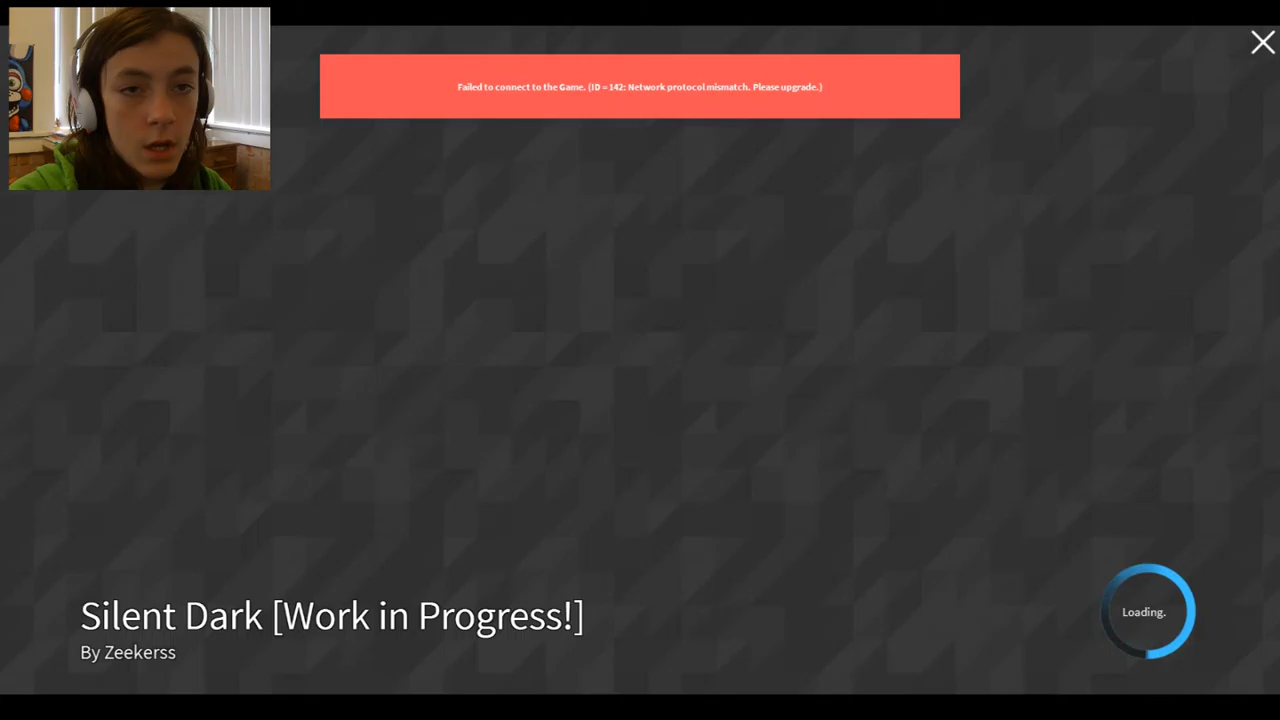 Failed to connect to the Game. (ID = 142: Network protocol mismatch. Please upgrade.)
Loading.
Silent Dark [Work in Progress!]
By Zeekerss